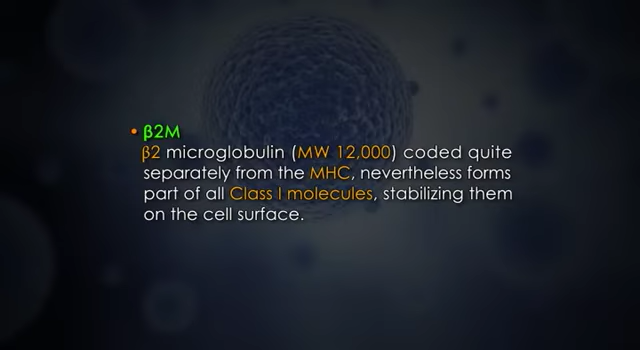 • β2M
β2 microglobulin (MW 12,000) coded quite
separately from the MHC, nevertheless forms
part of all Class I molecules, stabilizing them
on the cell surface.